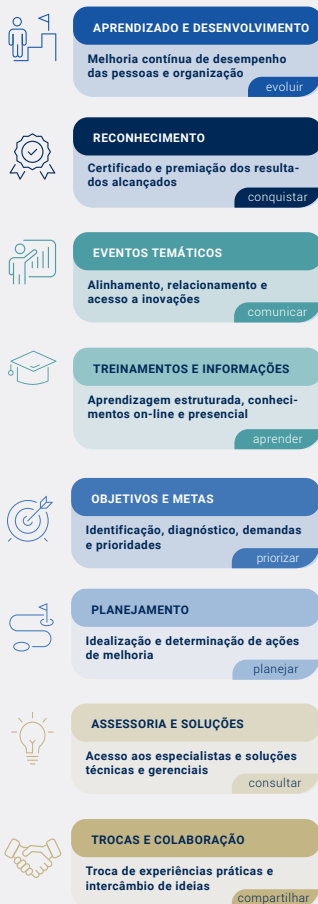 APRENDIZADO E DESENVOLVIMENTO
Melhoria contínua de desempenho
das pessoas e organização
evoluir
RECONHECIMENTO
Certificado e premiação dos resulta-
dos alcançados
conquistar
EVENTOS TEMÁTICOS
Alinhamento, relacionamento e
acesso a inovações
comunicar
TREINAMENTOS E INFORMAÇÕES
Aprendizagem estruturada, conheci-
mentos on-line e presencial
aprender
OBJETIVOS E METAS
Identificação, diagnóstico, demandas
e prioridades
priorizar
PLANEJAMENTO
Idealização e determinação de ações
de melhoria
planejar
ASSESSORIA E SOLUÇÕES
Acesso aos especialistas e soluções
técnicas e gerenciais
consultar
TROCAS E COLABORAÇÃO
Troca de experiências práticas e
intercâmbio de ideias
compartilhar